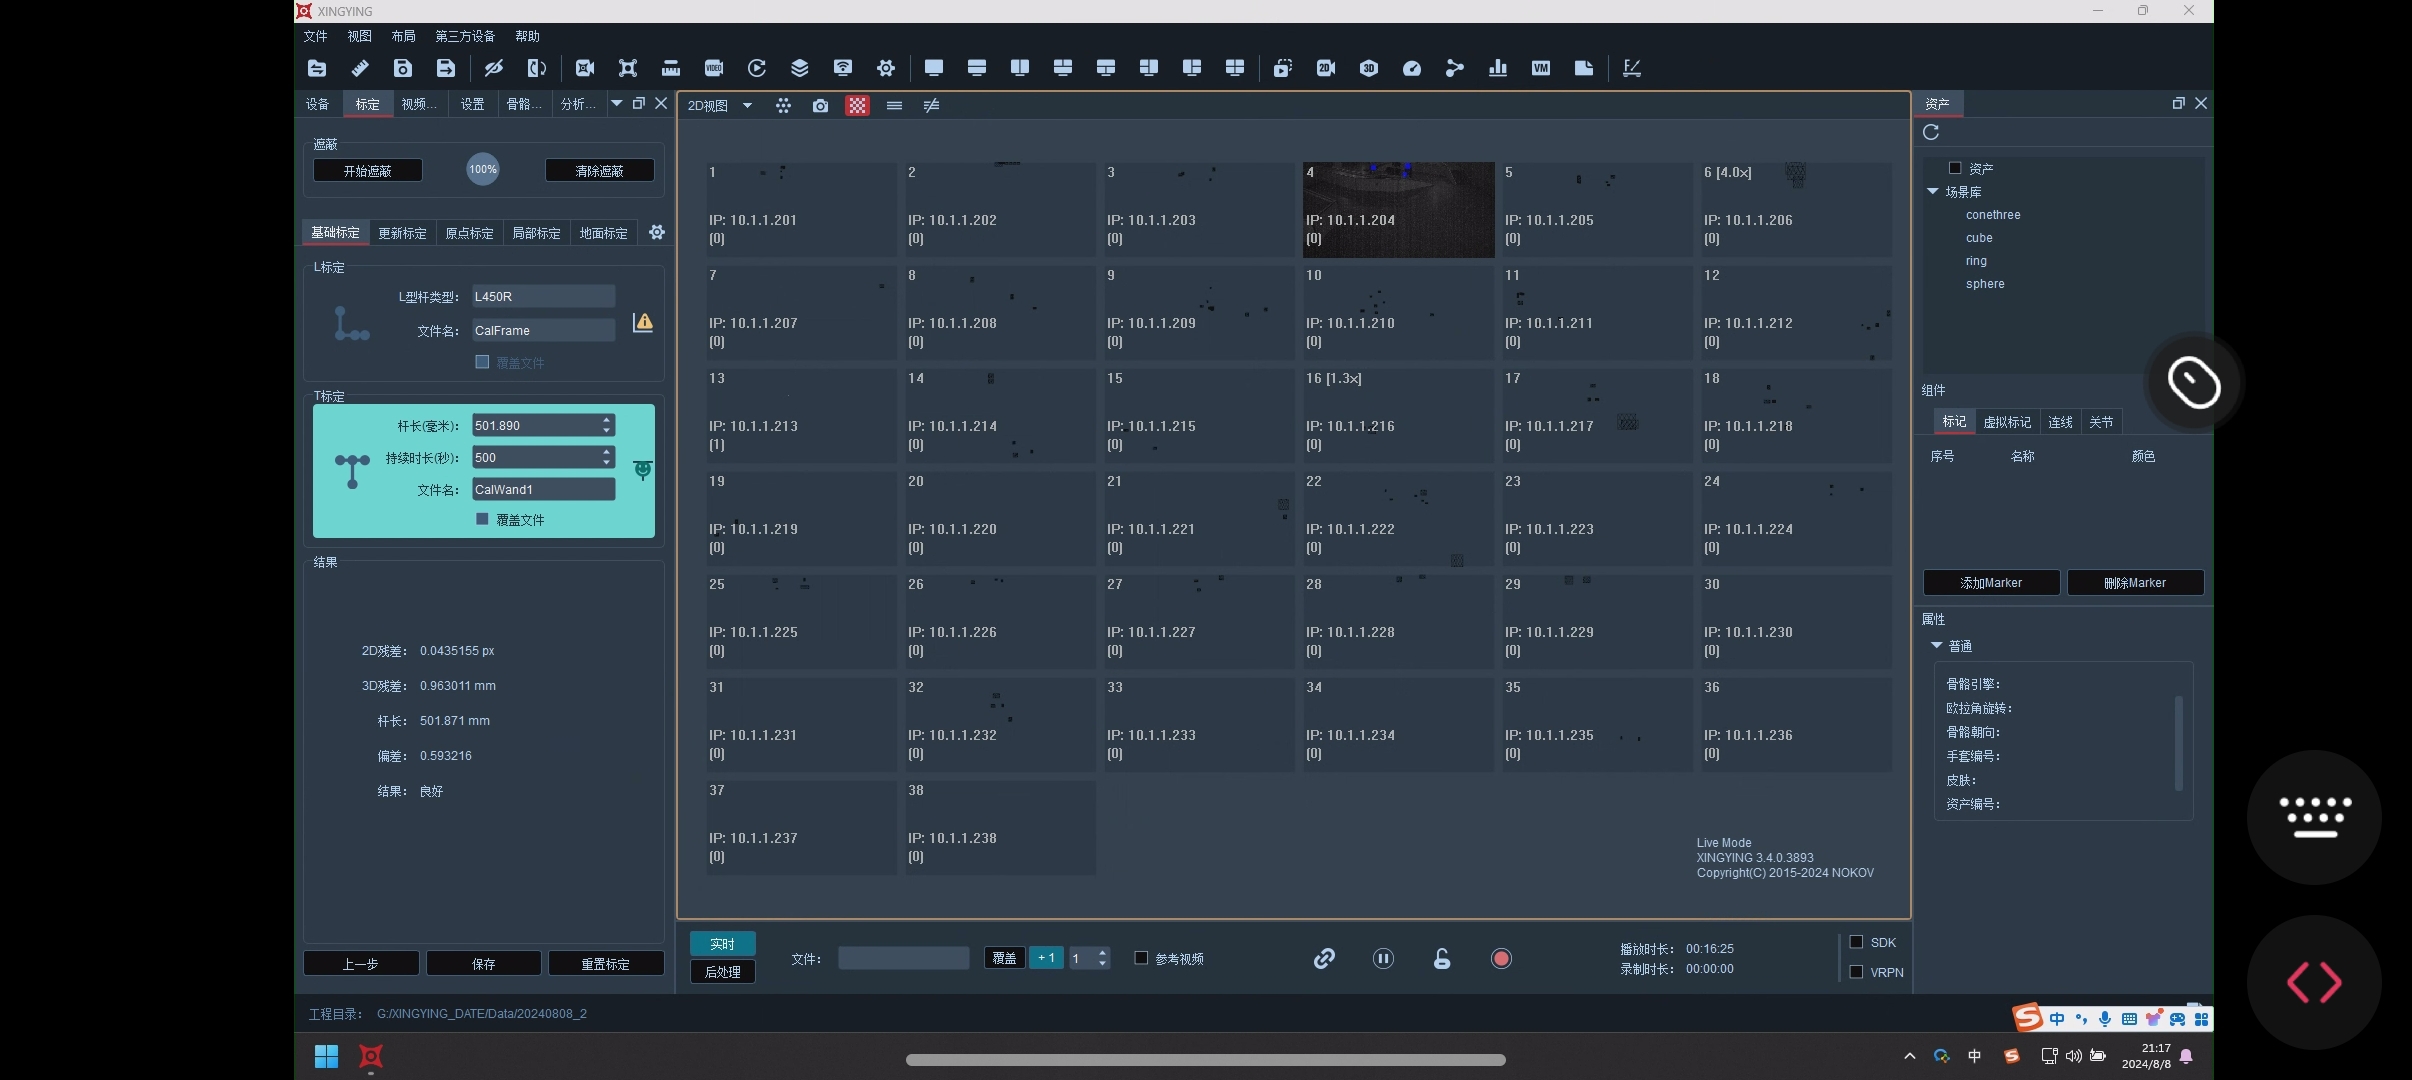 XINGYING
文件 视图 布局 第三方设备 帮助
设备 标定 视频... 设置 骨骼... 分析...
遮蔽
开始遮蔽 100% 清除遮蔽
基础标定 更新标定 原点标定 局部标定 地面标定
L标定
L型杆类型: L450R
文件名: CalFrame
覆盖文件
T标定
杆长(毫米): 501.890
持续时长(秒): 500
文件名: CalWand1
覆盖文件
结果
2D残差: 0.0435155 px
3D残差: 0.963011 mm
杆长: 501.871 mm
偏差: 0.593216
结果: 良好
上一步 保存 重置标定
VIDEO 2D 3D VM
2D视图
1 2 3 4 5 6 [4.0x]
IP: 10.1.1.201 IP: 10.1.1.202 IP: 10.1.1.203 IP: 10.1.1.204 IP: 10.1.1.205 IP: 10.1.1.206
(0) (0) (0) (0) (0) (0)
7 8 9 10 11 12
IP: 10.1.1.207 IP: 10.1.1.208 IP: 10.1.1.209 IP: 10.1.1.210 IP: 10.1.1.211 IP: 10.1.1.212
(0) (0) (0) (0) (0) (0)
13 14 15 16 [1.3x] 17 18
IP: 10.1.1.213 IP: 10.1.1.214 IP: 10.1.1.215 IP: 10.1.1.216 IP: 10.1.1.217 IP: 10.1.1.218
(1) (0) (0) (0) (0) (0)
19 20 21 22 23 24
IP: 10.1.1.219 IP: 10.1.1.220 IP: 10.1.1.221 IP: 10.1.1.222 IP: 10.1.1.223 IP: 10.1.1.224
(0) (0) (0) (0) (0) (0)
25 26 27 28 29 30
IP: 10.1.1.225 IP: 10.1.1.226 IP: 10.1.1.227 IP: 10.1.1.228 IP: 10.1.1.229 IP: 10.1.1.230
(0) (0) (0) (0) (0) (0)
31 32 33 34 35 36
IP: 10.1.1.231 IP: 10.1.1.232 IP: 10.1.1.233 IP: 10.1.1.234 IP: 10.1.1.235 IP: 10.1.1.236
(0) (0) (0) (0) (0) (0)
37 38
IP: 10.1.1.237 IP: 10.1.1.238
(0) (0)
Live Mode
XINGYING 3.4.0.3893
Copyright(C) 2015-2024 NOKOV
实时
后处理
文件: 覆盖 +1 1 参考视频
播放时长: 00:16:25
录制时长: 00:00:00
SDK
VRPN
资产
资产
场景库
conethree
cube
ring
sphere
组件
标记 虚拟标记 连线 关节
序号 名称 颜色
添加Marker 删除Marker
属性
普通
骨骼引擎:
欧拉角旋转:
骨骼朝向:
手套编号:
皮肤:
资产编号:
工程目录: G:/XINGYING_DATE/Data/20240808_2
中
中
21:17
2024/8/8